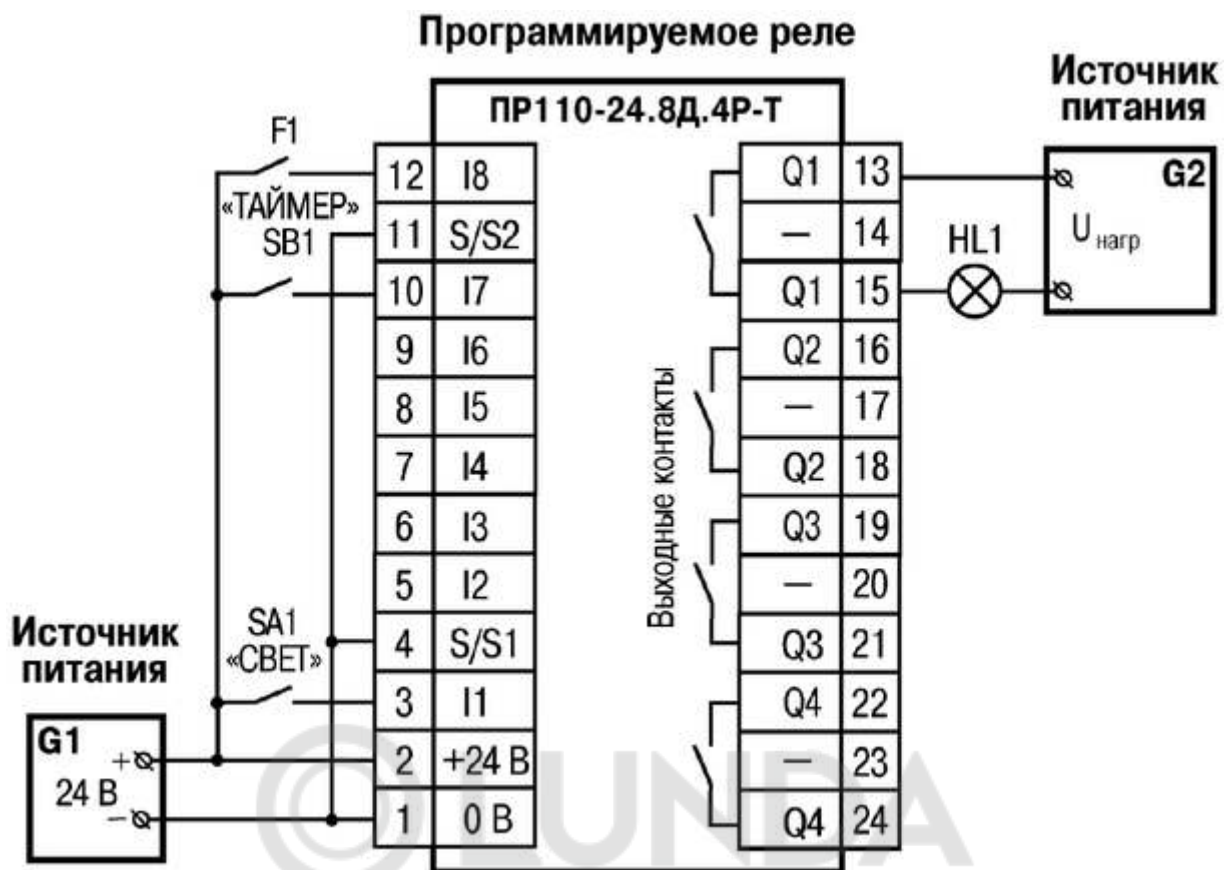 Программируемое реле
ПР110-24.8Д.4Р-Т
Источник
питания
G2
U нагр
HL1
F1
«ТАЙМЕР»
SB1
12 I8
11 S/S2
10 I7
9 I6
8 I5
7 I4
6 I3
5 I2
4 S/S1
3 I1
2 +24 В
1 0 В
SA1
«СВЕТ»
Источник
питания
G1
+
24 В
–
Выходные контакты
Q1 13
— 14
Q1 15
Q2 16
— 17
Q2 18
Q3 19
— 20
Q3 21
Q4 22
— 23
Q4 24
LUNDA